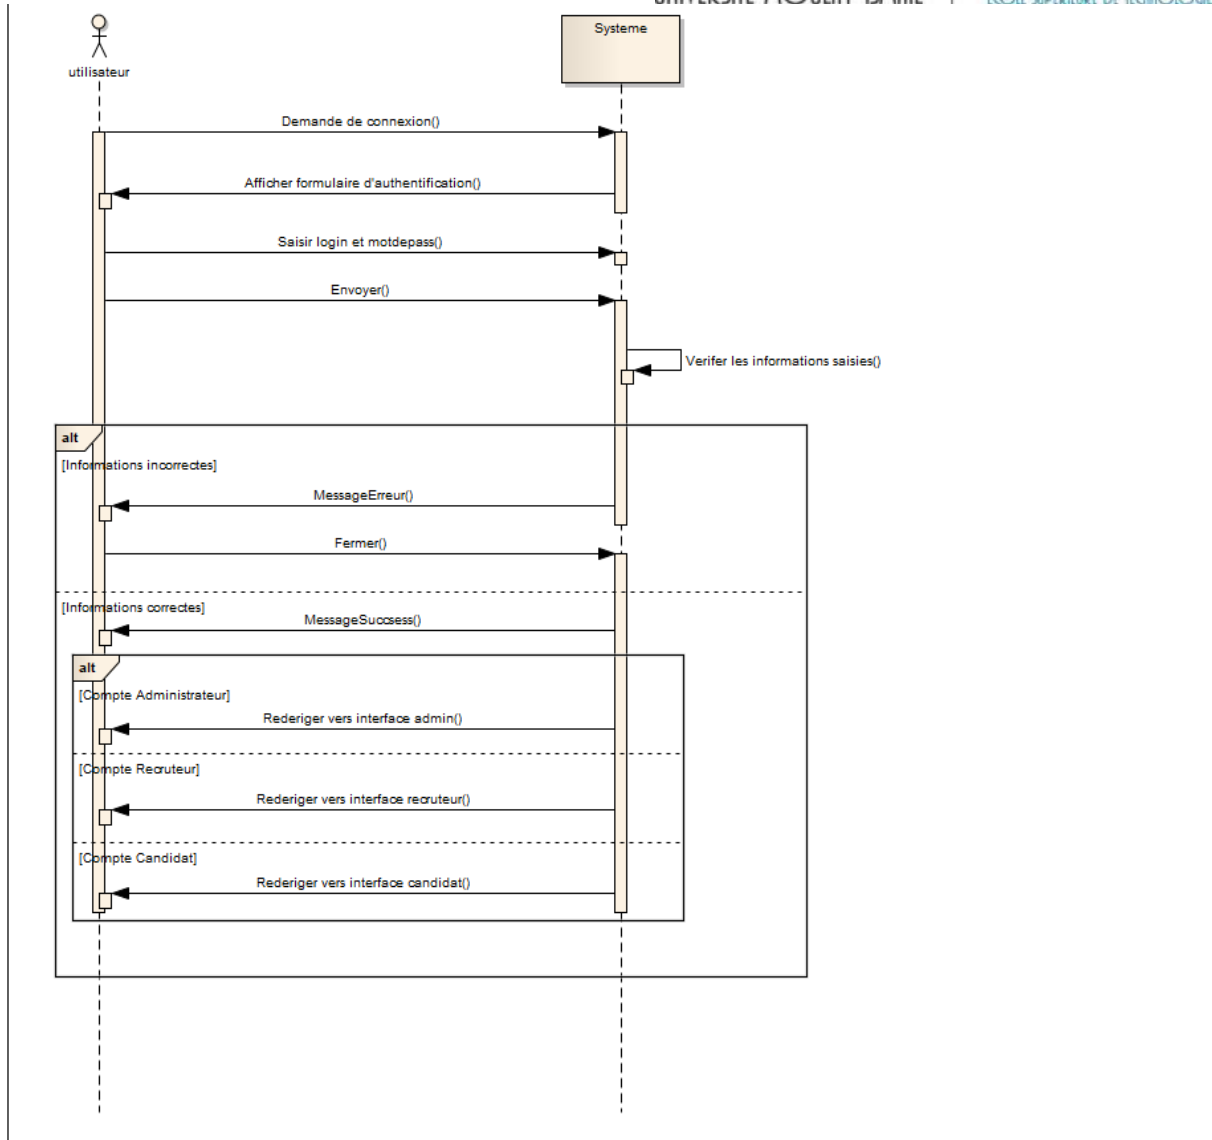 utilisateur
Systeme
Demande de connexion()
Afficher formulaire d'authentification()
Saisir login et motdepass()
Envoyer()
Verifer les informations saisies()
alt
[Informations incorrectes]
MessageErreur()
Fermer()
[Informations correctes]
MessageSuccsess()
alt
[Compte Administrateur]
Rederiger vers interface admin()
[Compte Recruteur]
Rederiger vers interface recruteur()
[Compte Candidat]
Rederiger vers interface candidat()